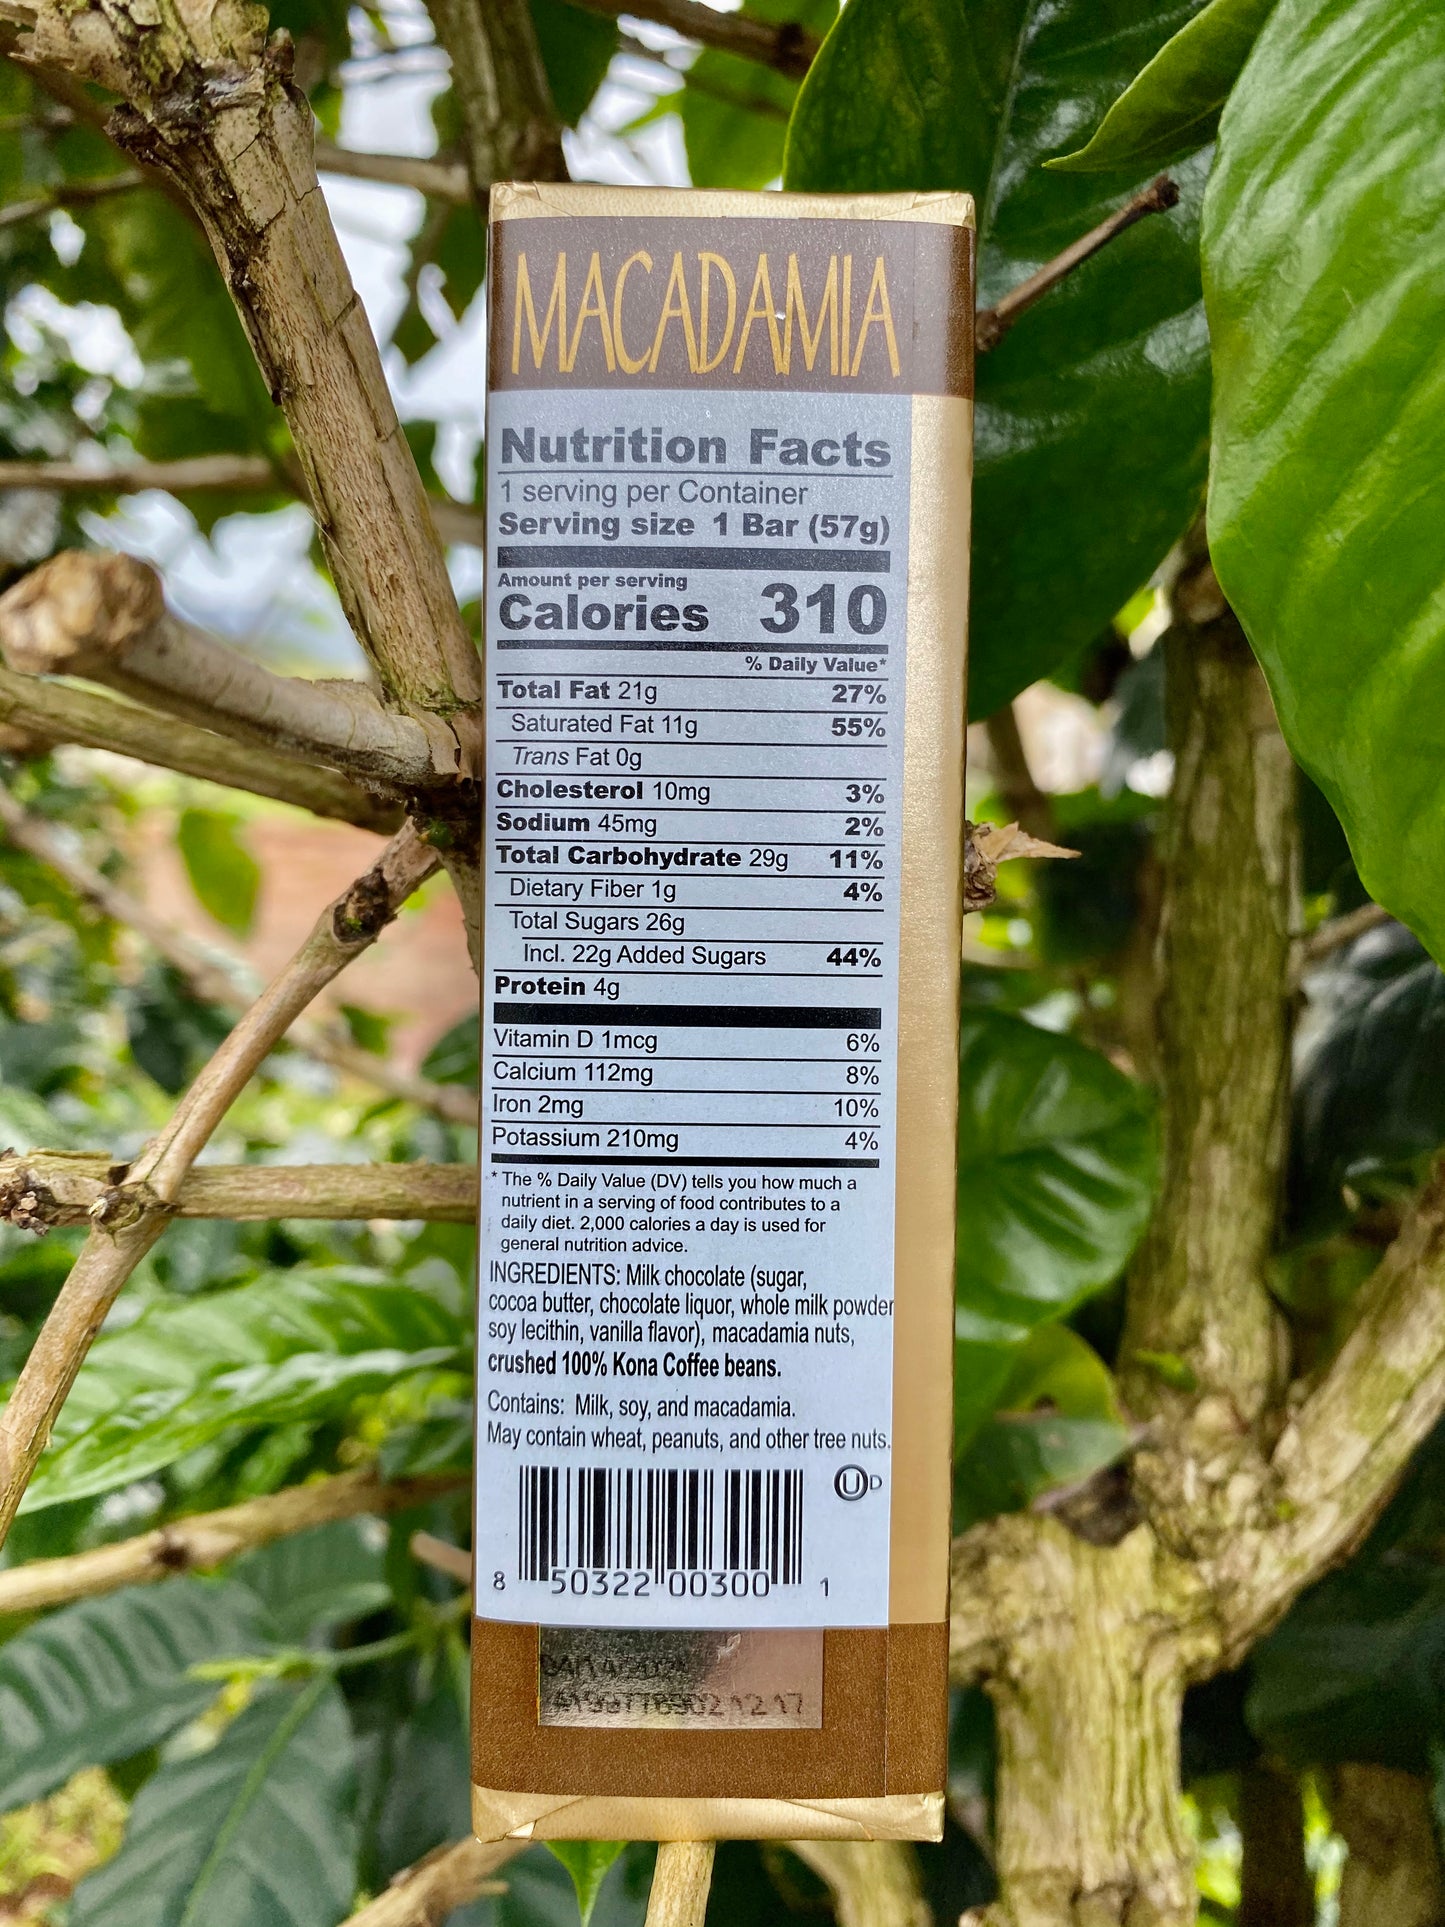 MACADAMIA
Nutrition Facts
1 serving per Container
Serving size 1 Bar (57g)
Amount per serving
Calories 310
% Daily Value*
Total Fat 21g 27%
Saturated Fat 11g 55%
Trans Fat 0g
Cholesterol 10mg 3%
Sodium 45mg 2%
Total Carbohydrate 29g 11%
Dietary Fiber 1g 4%
Total Sugars 26g
Incl. 22g Added Sugars 44%
Protein 4g
Vitamin D 1mcg 6%
Calcium 112mg 8%
Iron 2mg 10%
Potassium 210mg 4%
* The % Daily Value (DV) tells you how much a
nutrient in a serving of food contributes to a
daily diet. 2,000 calories a day is used for
general nutrition advice.
INGREDIENTS: Milk chocolate (sugar,
cocoa butter, chocolate liquor, whole milk powder
soy lecithin, vanilla flavor), macadamia nuts,
crushed 100% Kona Coffee beans.
Contains: Milk, soy, and macadamia.
May contain wheat, peanuts, and other tree nuts.
U D
8 50322 00300 1